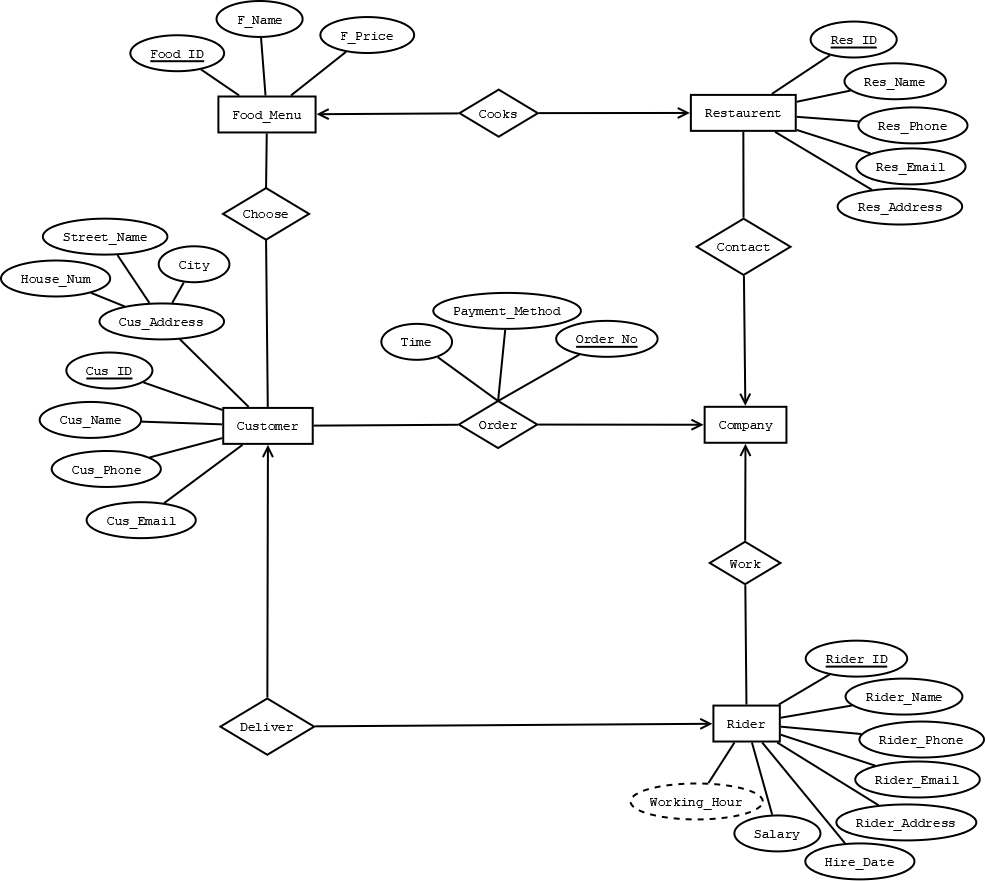 F_Name
F_Price
Food_ID
Res_ID
Res_Name
Food_Menu
Cooks
Restaurent
Res_Phone
Res_Email
Res_Address
Choose
Street_Name
City
House_Num
Contact
Cus_Address
Payment_Method
Time
Order_No
Cus_ID
Cus_Name
Customer
Order
Company
Cus_Phone
Cus_Email
Work
Rider_ID
Rider_Name
Deliver
Rider
Rider_Phone
Rider_Email
Working_Hour
Rider_Address
Salary
Hire_Date